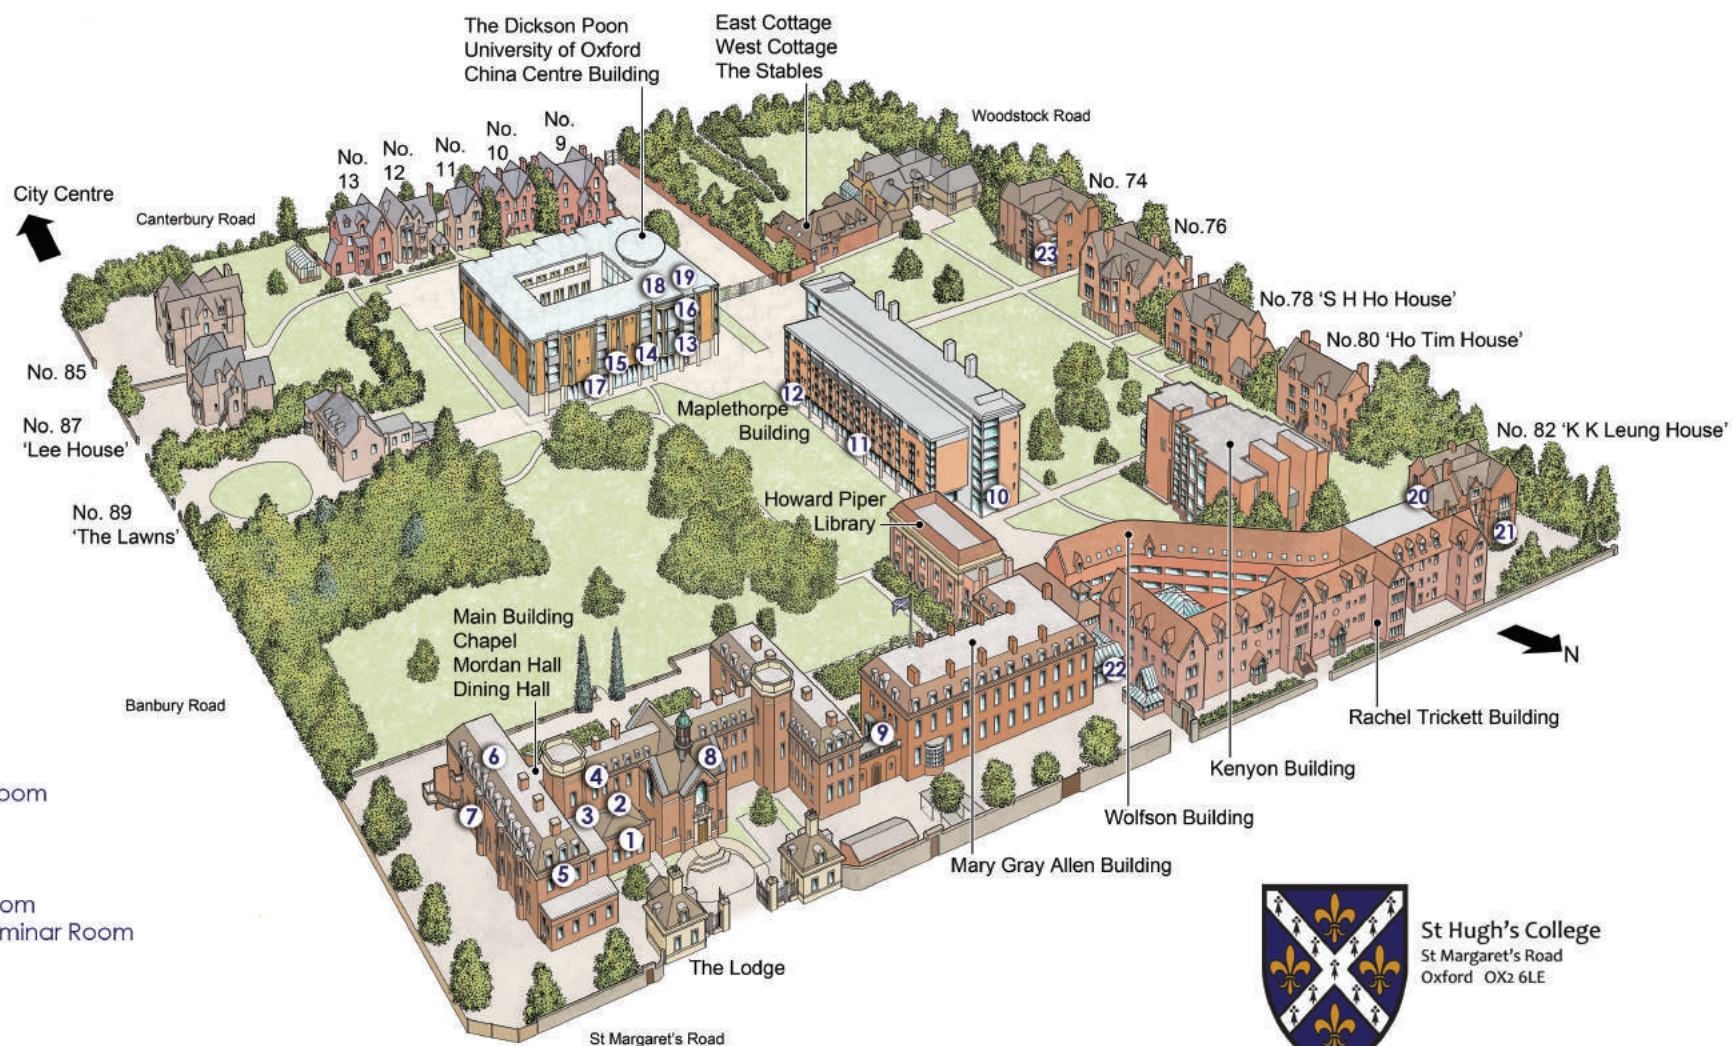 The Dickson Poon
University of Oxford
China Centre Building
East Cottage
West Cottage
The Stables
Woodstock Road
No.
9
No.
10
No.
11
No.
12
No.
13
City Centre
Canterbury Road
No. 74
No.76
No.78 ‘S H Ho House’
No.80 ‘Ho Tim House’
No. 82 ‘K K Leung House’
23
19
18
16
13
14
15
17
No. 85
No. 87
‘Lee House’
No. 89
‘The Lawns’
Maplethorpe
Building
12
11
10
Howard Piper
Library
20
21
N
Main Building
Chapel
Mordan Hall
Dining Hall
Banbury Road
22
Rachel Trickett Building
Kenyon Building
Wolfson Building
Mary Gray Allen Building
9
8
6
4
2
3
7
1
5
oom
om
minar Room
The Lodge
St Margaret’s Road
St Hugh’s College
St Margaret’s Road
Oxford OX2 6LE